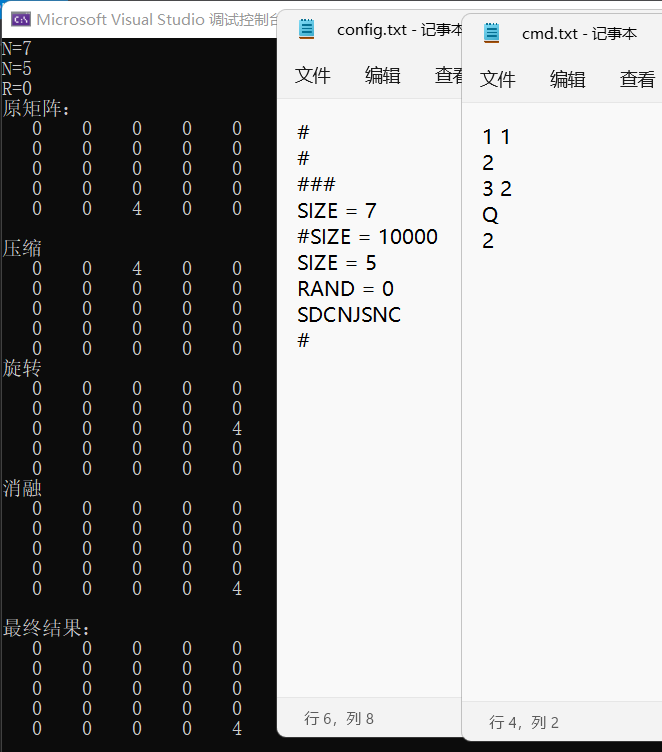 Microsoft Visual Studio 调试控制台
N=7
N=5
R=0
原矩阵:
0 0 0 0 0
0 0 0 0 0
0 0 0 0 0
0 0 0 0 0
0 0 4 0 0
压缩
0 0 4 0 0
0 0 0 0 0
0 0 0 0 0
0 0 0 0 0
0 0 0 0 0
旋转
0 0 0 0 0
0 0 0 0 0
0 0 0 0 4
0 0 0 0 0
0 0 0 0 0
消融
0 0 0 0 0
0 0 0 0 0
0 0 0 0 0
0 0 0 0 0
0 0 0 0 4
最终结果:
0 0 0 0 0
0 0 0 0 0
0 0 0 0 0
0 0 0 0 0
0 0 0 0 4
config.txt - 记事本
文件 编辑 查看
#
#
###
SIZE = 7
#SIZE = 10000
SIZE = 5
RAND = 0
SDCNJSNC
#
行 6，列 8
cmd.txt - 记事本
文件 编辑 查看
1 1
2
3 2
Q
2
行 4，列 2